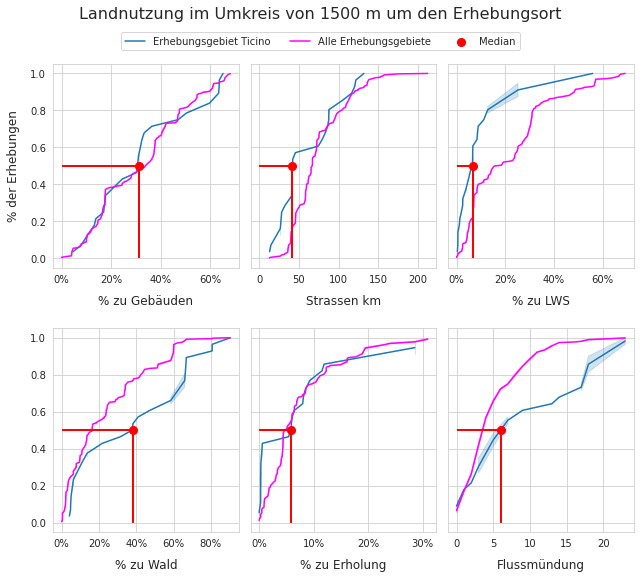 Landnutzung im Umkreis von 1500 m um den Erhebungsort
Erhebungsgebiet Ticino Alle Erhebungsgebiete Median
% der Erhebungen
1.0
0.8
0.6
0.4
0.2
0.0
0% 20% 40% 60%
% zu Gebäuden
0 50 100 150 200
Strassen km
0% 20% 40% 60%
% zu LWS
1.0
0.8
0.6
0.4
0.2
0.0
0% 20% 40% 60% 80%
% zu Wald
0% 10% 20% 30%
% zu Erholung
0 5 10 15 20
Flussmündung